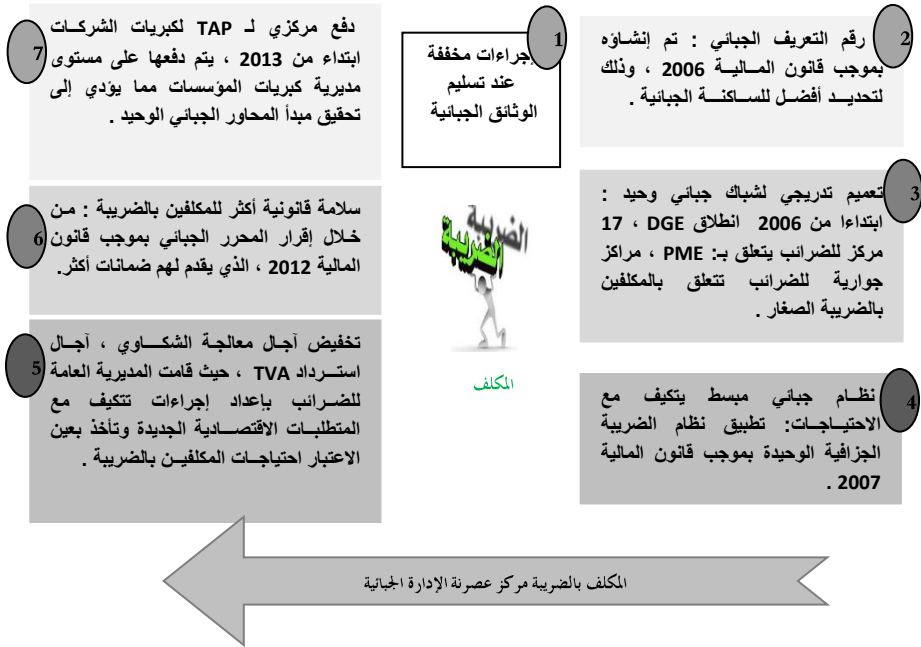 1
إجراءات مخففة
عند تسليم
الوثائق الجبائية
2
رقم التعريف الجبائي : تم إنشاؤه
بموجب قانون المالية 2006 ، وذلك
لتحديد أفضل للساكنة الجبائية .
3
تعميم تدريجي لشباك جبائي وحيد :
ابتداءا من 2006 انطلاق DGE ، 17
مركز للضرائب يتعلق بـ: PME ، مراكز
جوارية للضرائب تتعلق بالمكلفين
بالضريبة الصغار .
4
نظام جبائي مبسط يتكيف مع
الاحتياجات: تطبيق نظام الضريبة
الجزافية الوحيدة بموجب قانون المالية
2007 .
5
تخفيض آجال معالجة الشكاوي ، آجال
استرداد TVA ، حيث قامت المديرية العامة
للضرائب بإعداد إجراءات تتكيف مع
المتطلبات الاقتصادية الجديدة وتأخذ بعين
الاعتبار احتياجات المكلفين بالضريبة .
6
سلامة قانونية أكثر للمكلفين بالضريبة : من
خلال إقرار المحرر الجبائي بموجب قانون
المالية 2012 ، الذي يقدم لهم ضمانات أكثر.
7
دفع مركزي لـ TAP لكبريات الشركات
ابتداء من 2013 ، يتم دفعها على مستوى
مديرية كبريات المؤسسات مما يؤدي إلى
تحقيق مبدأ المحاور الجبائي الوحيد .
الضريبة
الضريبة
المكلف
المكلف بالضريبة مركز عصرنة الإدارة الجبائية